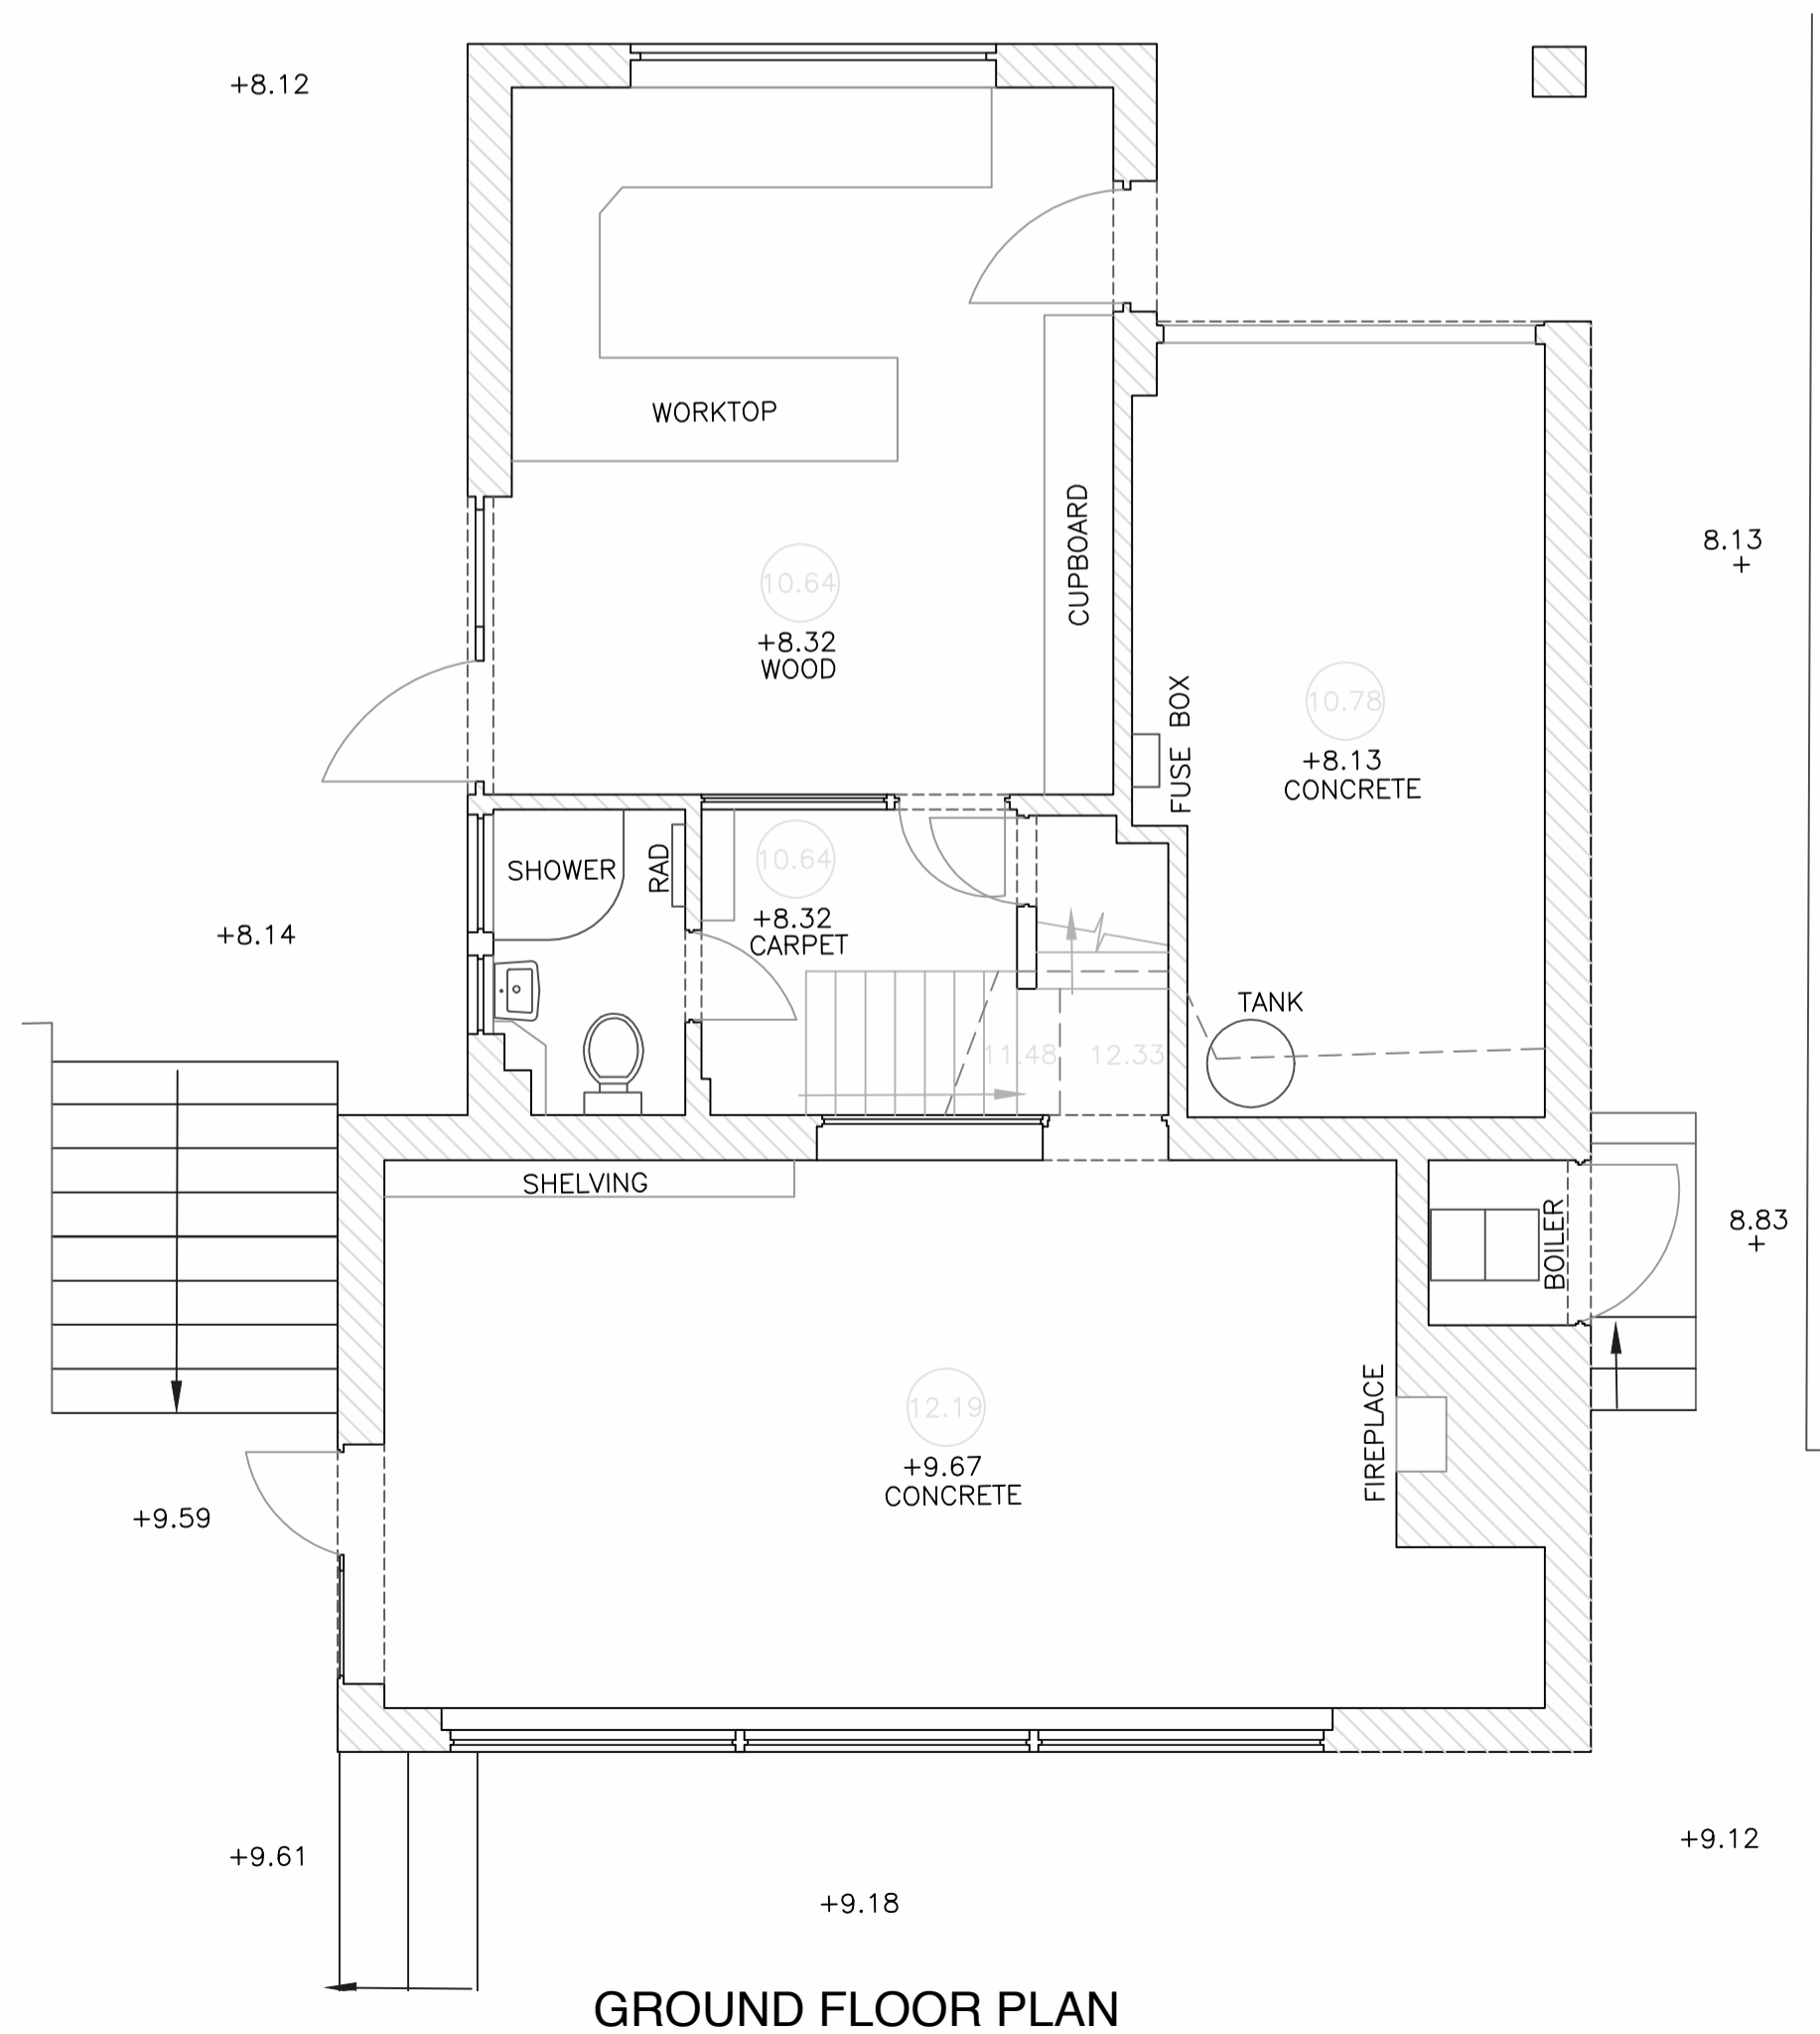 +8.12
WORKTOP
CUPBOARD
8.13
+
10.64
+8.32
WOOD
FUSE BOX
10.78
+8.13
CONCRETE
SHOWER
RAD
10.64
+8.32
CARPET
+8.14
TANK
11.48
12.33
SHELVING
BOILER
8.83
+
FIREPLACE
12.19
+9.67
CONCRETE
+9.59
+9.61
+9.12
+9.18
GROUND FLOOR PLAN